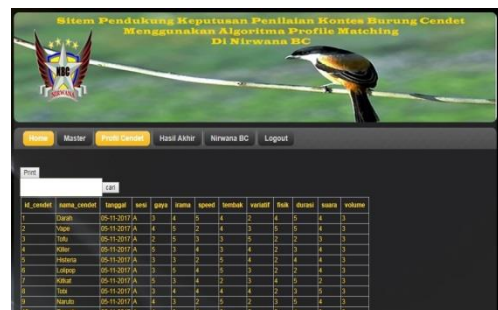 Sitem Pendukung Keputusan Penilaian Kontes Burung Cendet
Menggunakan Algoritma Profile Matching
Di Nirwana BC
NBC
NIRWANA
Home Master Profil Cendet Hasil Akhir Nirwana BC Logout
Print
cari
id_cendet nama_cendet tanggal sesi gaya irama speed tembak variatif fisik durasi suara volume
1 Darah 05-11-2017 A 3 4 5 4 2 4 5 4 3
2 Vape 05-11-2017 A 4 5 2 4 3 5 5 4 3
3 Tofu 05-11-2017 A 2 5 3 3 5 2 2 3 3
4 Killer 05-11-2017 A 5 3 4 3 4 2 3 4 3
5 Histeria 05-11-2017 A 3 3 2 5 4 2 4 4 3
6 Lolipop 05-11-2017 A 3 5 4 5 3 2 2 4 3
7 Kitkat 05-11-2017 A 5 3 4 2 3 4 5 2 3
8 05-11-2017 A 3 4 4 4 4 2 3 5 3
9 Naruto 05-11-2017 A 4 3 2 5 2 3 5 4 3